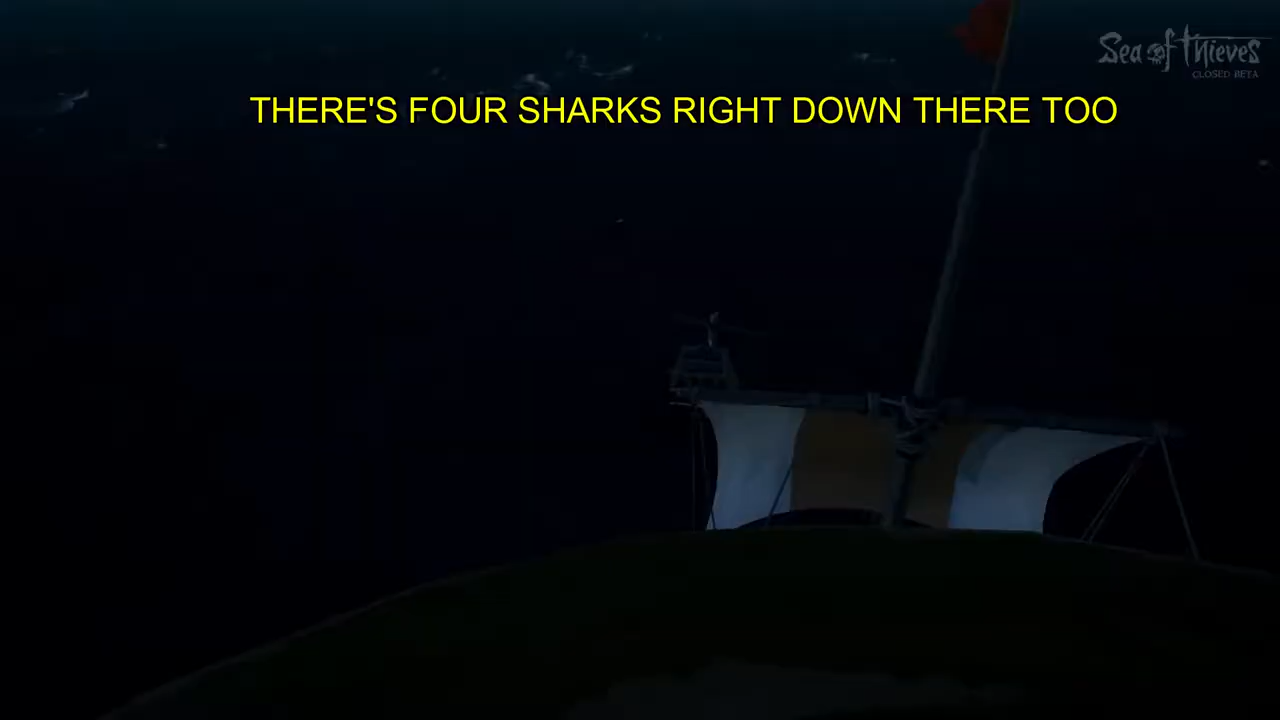 Sea of Thieves
CLOSED BETA
THERE'S FOUR SHARKS RIGHT DOWN THERE TOO